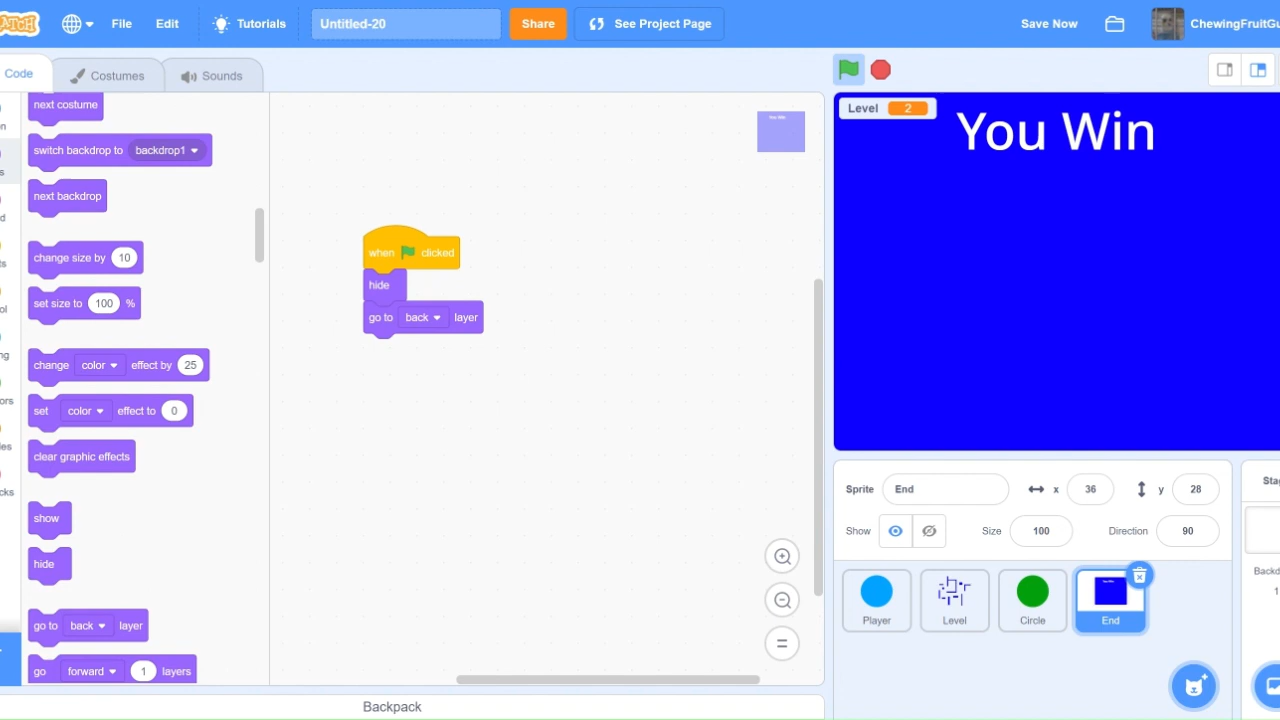 File Edit Tutorials Untitled-20 Share See Project Page Save Now
Code Costumes Sounds
next costume
switch backdrop to backdrop1
next backdrop
change size by 10
set size to 100 %
change color effect by 25
set color effect to 0
clear graphic effects
show
hide
go to back layer
go forward 1 layers
when clicked
hide
go to back layer
You Win
Level 2
You Win
Sprite End x 36 y 28
Show Size 100 Direction 90
Player Level Circle End
1
Backpack